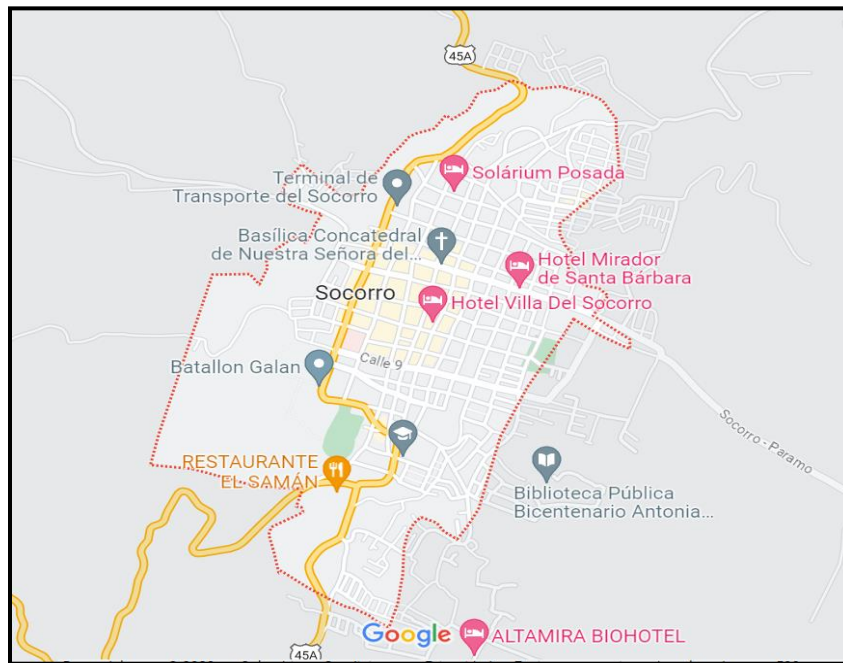 45A
Solárium Posada
Terminal de
Transporte del Socorro
Basílica Concatedral
de Nuestra Señora del...
Hotel Mirador
de Santa Bárbara
Socorro
Hotel Villa Del Socorro
Calle 9
Batallon Galan
Socorro - Paramo
RESTAURANTE
EL SAMÁN
Biblioteca Pública
Bicentenario Antonia...
Google
ALTAMIRA BIOHOTEL
45A